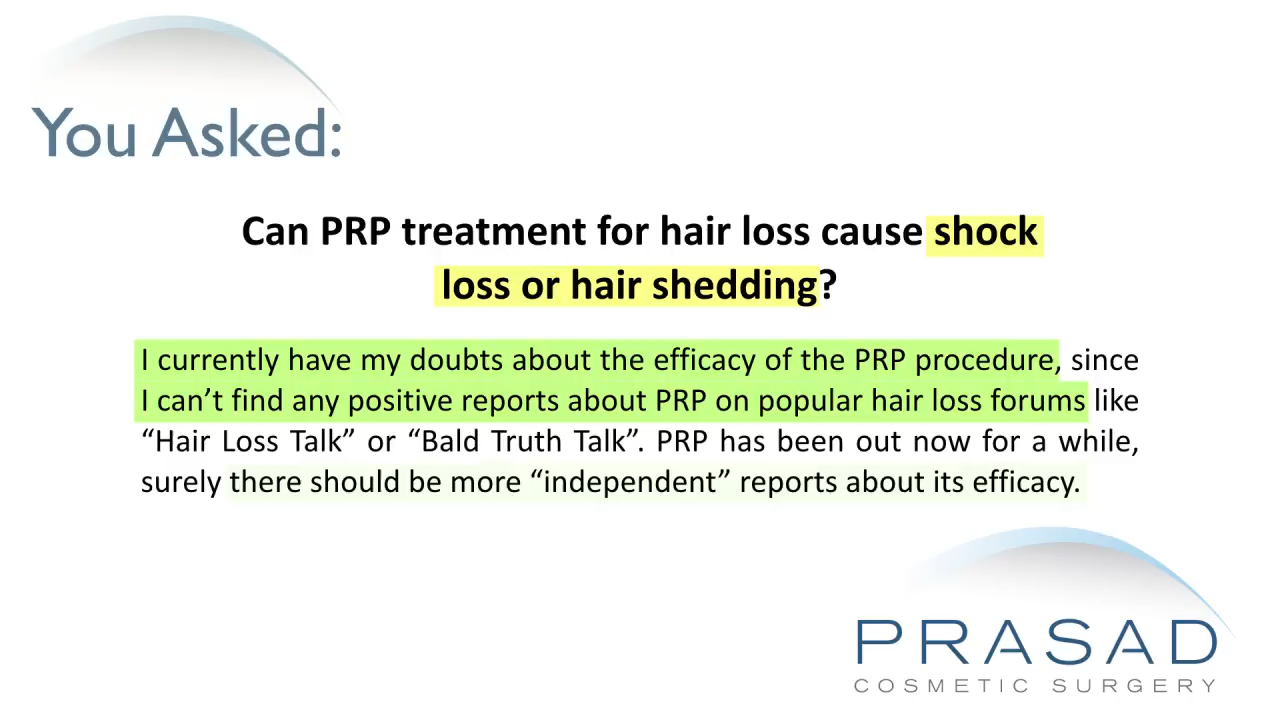 You Asked:
Can PRP treatment for hair loss cause shock
loss or hair shedding?
I currently have my doubts about the efficacy of the PRP procedure, since
I can’t find any positive reports about PRP on popular hair loss forums like
“Hair Loss Talk” or “Bald Truth Talk”. PRP has been out now for a while,
surely there should be more “independent” reports about its efficacy.
PRASAD
COSMETIC SURGERY